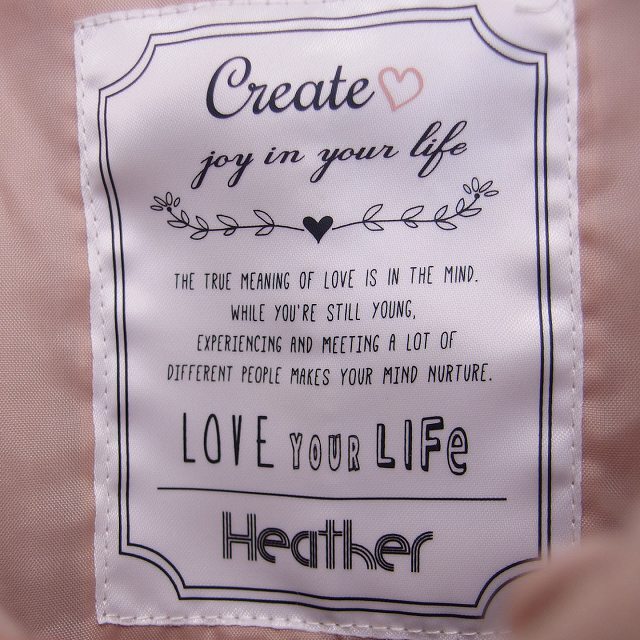 Create
joy in your life
THE TRUE MEANING OF LOVE IS IN THE MIND.
WHILE YOU'RE STILL YOUNG,
EXPERIENCING AND MEETING A LOT OF
DIFFERENT PEOPLE MAKES YOUR MIND NURTURE.
LOVE YOUR LIFe
Heather